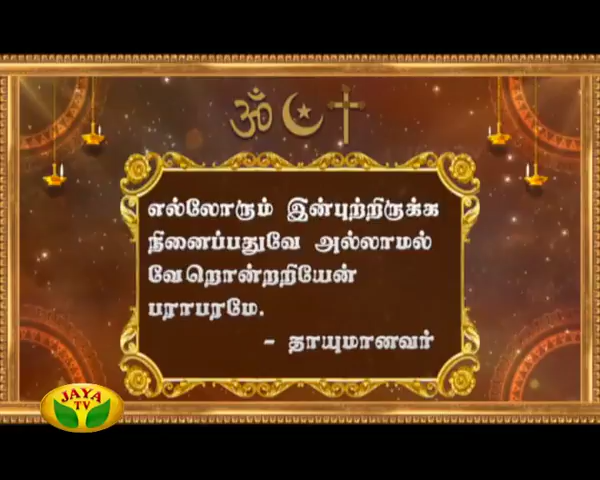 எல்லோரும் இன்புற்றிருக்க
நினைப்பதுவே அல்லாமல்
வேறொன்றறியேன்
பராபரமே.
- தாயுமானவர்
JAYA
TV